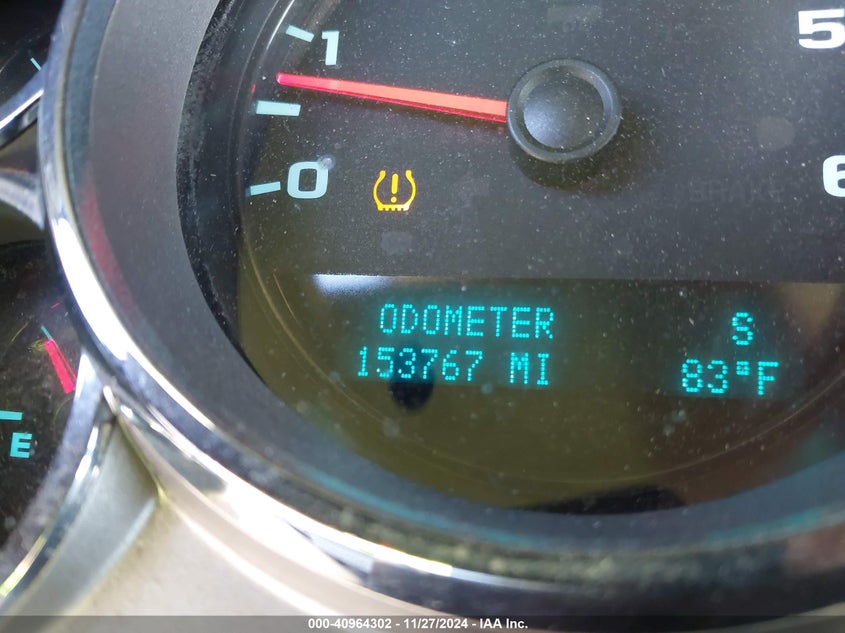 1
5
0
6
ODOMETER
S
153767 MI
83°F
E
000-40964302 - 11/27/2024 - IAA Inc.